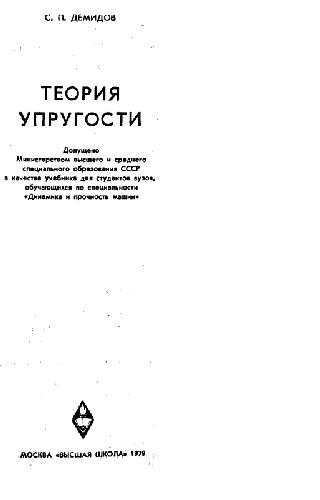 С. П. ДЕМИДОВ
ТЕОРИЯ
УПРУГОСТИ
Допущено
Министерством высшего и среднего
специального образования СССР
в качестве учебника для студентов вузов,
обучающихся по специальности
«Динамика и прочность машин»
МОСКВА «ВЫСШАЯ ШКОЛА» 1979